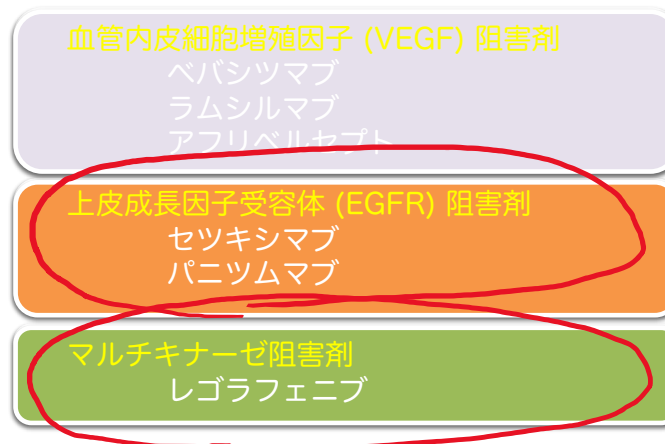 血管内皮細胞増殖因子 (VEGF) 阻害剤
ベバシツマブ
ラムシルマブ
アフリベルセプト
上皮成長因子受容体 (EGFR) 阻害剤
セツキシマブ
パニツムマブ
マルチキナーゼ阻害剤
レゴラフェニブ